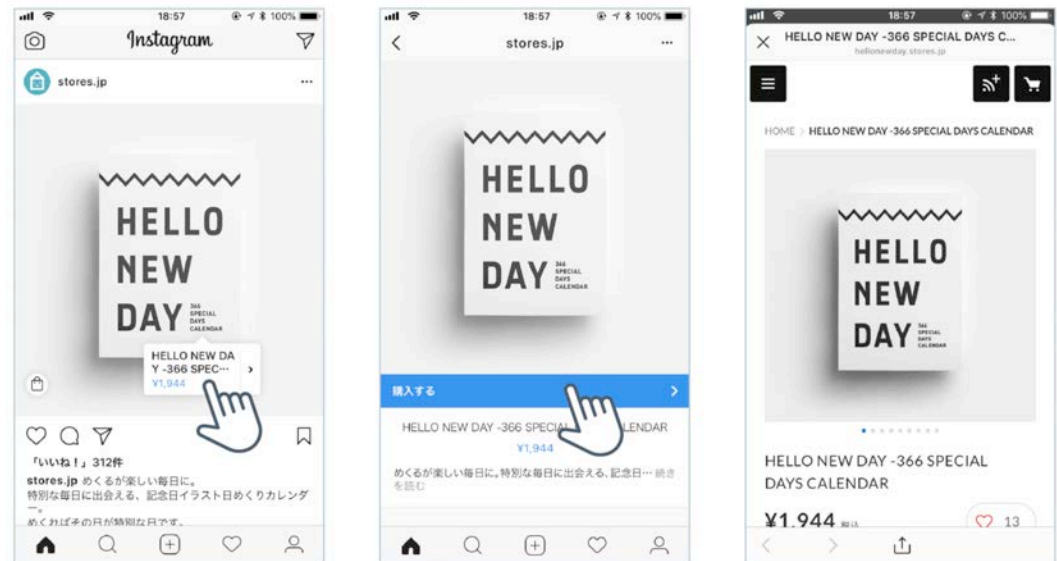 18:57
100%
Instagram
stores.jp
HELLO
NEW
DAY
366
SPECIAL
DAYS
CALENDAR
HELLO NEW DA
Y -366 SPEC…
¥1,944
「いいね！」312件
stores.jp めくるが楽しい毎日に。
特別な毎日に出会える、記念日イラスト日めくりカレンダ
ー。
めくればその日が特別な日です。
18:57
100%
stores.jp
HELLO
NEW
DAY
366
SPECIAL
DAYS
CALENDAR
購入する
HELLO NEW DAY -366 SPECIAL LENDAR
¥1,944
めくるが楽しい毎日に。特別な毎日に出会える、記念日… 続き
を読む
18:57
100%
HELLO NEW DAY -366 SPECIAL DAYS C...
hellonewday.stores.jp
HOME > HELLO NEW DAY -366 SPECIAL DAYS CALENDAR
HELLO
NEW
DAY
366
SPECIAL
DAYS
CALENDAR
HELLO NEW DAY -366 SPECIAL
DAYS CALENDAR
¥1,944 税込
13